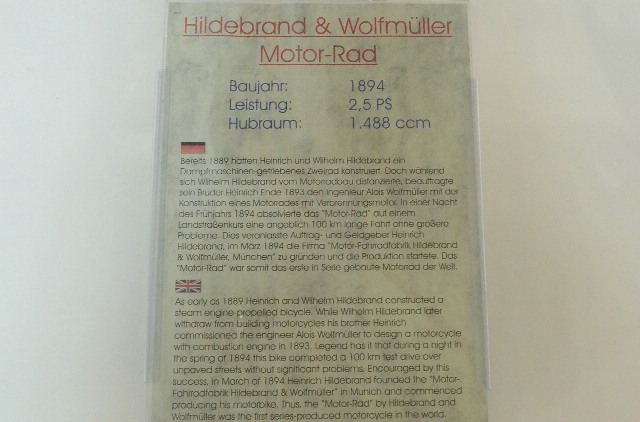 Hildebrand & Wolfmüller
Motor-Rad
Baujahr: 1894
Leistung: 2,5 PS
Hubraum: 1.488 ccm
Bereits 1889 hatten Heinrich und Wilhelm Hildebrand ein
Dampfmaschinen-getriebenes Zweirad konstruiert. Doch während
sich Wilhelm Hildebrand vom Motorradbau distanzierte, beauftragte
sein Bruder Heinrich Ende 1893 den Ingenieur Alois Wolfmüller mit der
Konstruktion eines Motorrades mit Verbrennungsmotor. In einer Nacht
des Frühjahrs 1894 absolvierte das "Motor-Rad" auf einem
Landstraßenkurs eine angeblich 100 km lange Fahrt ohne größere
Probleme. Dies veranlasste Auftrag- und Geldgeber Heinrich
Hildebrand, im März 1894 die Firma "Motor-Fahrradfabrik Hildebrand
& Wolfmüller, München" zu gründen und die Produktion startete. Das
"Motor-Rad" war somit das erste in Serie gebaute Motorrad der Welt.
As early as 1889 Heinrich and Wilhelm Hildebrand constructed a
steam engine-propelled bicycle. While Wilhelm Hildebrand later
withdraw from building motorcycles his brother Heinrich
commissioned the engineer Alois Wolfmüller to design a motorcycle
with combustion engine in 1893. Legend has it that during a night in
the spring of 1894 this bike completed a 100 km test drive over
unpaved streets without significant problems. Encouraged by this
success, in March of 1894 Heinrich Hildebrand founded the "Motor-
Fahrradfabrik Hildebrand & Wolfmüller" in Munich and commenced
producing his motorbike. Thus, the "Motor-Rad" by Hildebrand and
Wolfmüller was the first series-produced motorcycle in the world.